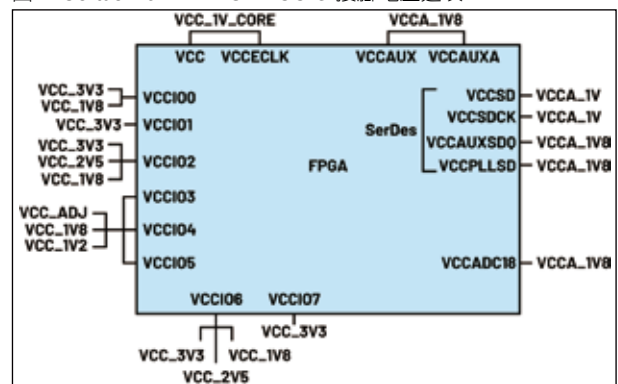 VCC_1V_CORE
VCCA_1V8
VCC VCCECLK
VCCAUX VCCAUXA
VCC_3V3
VCC_1V8
VCCIO0
VCC_3V3
VCCIO1
VCC_3V3
VCC_2V5
VCC_1V8
VCCIO2
VCC_ADJ
VCC_1V8
VCC_1V2
VCCIO3
VCCIO4
VCCIO5
FPGA
SerDes
VCCSD
VCCA_1V
VCCSDCK
VCCA_1V
VCCAUXSDQ
VCCA_1V8
VCCPLLSD
VCCA_1V8
VCCADC18
VCCA_1V8
VCCIO6
VCCIO7
VCC_3V3
VCC_3V3
VCC_1V8
VCC_2V5